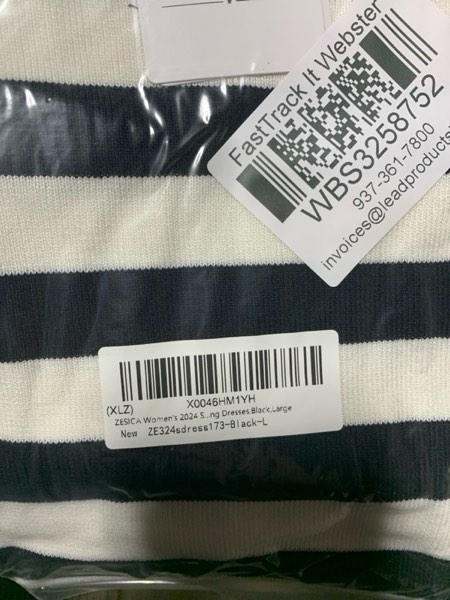 FastTrack It Webster
WBS3258752
937-361-7800
invoices@leadproducts
X0046HM1YH
(XLZ)
ZESICA Women's 2024 S...ng Dresses,Black,Large
New ZE324sdress173-Black-L